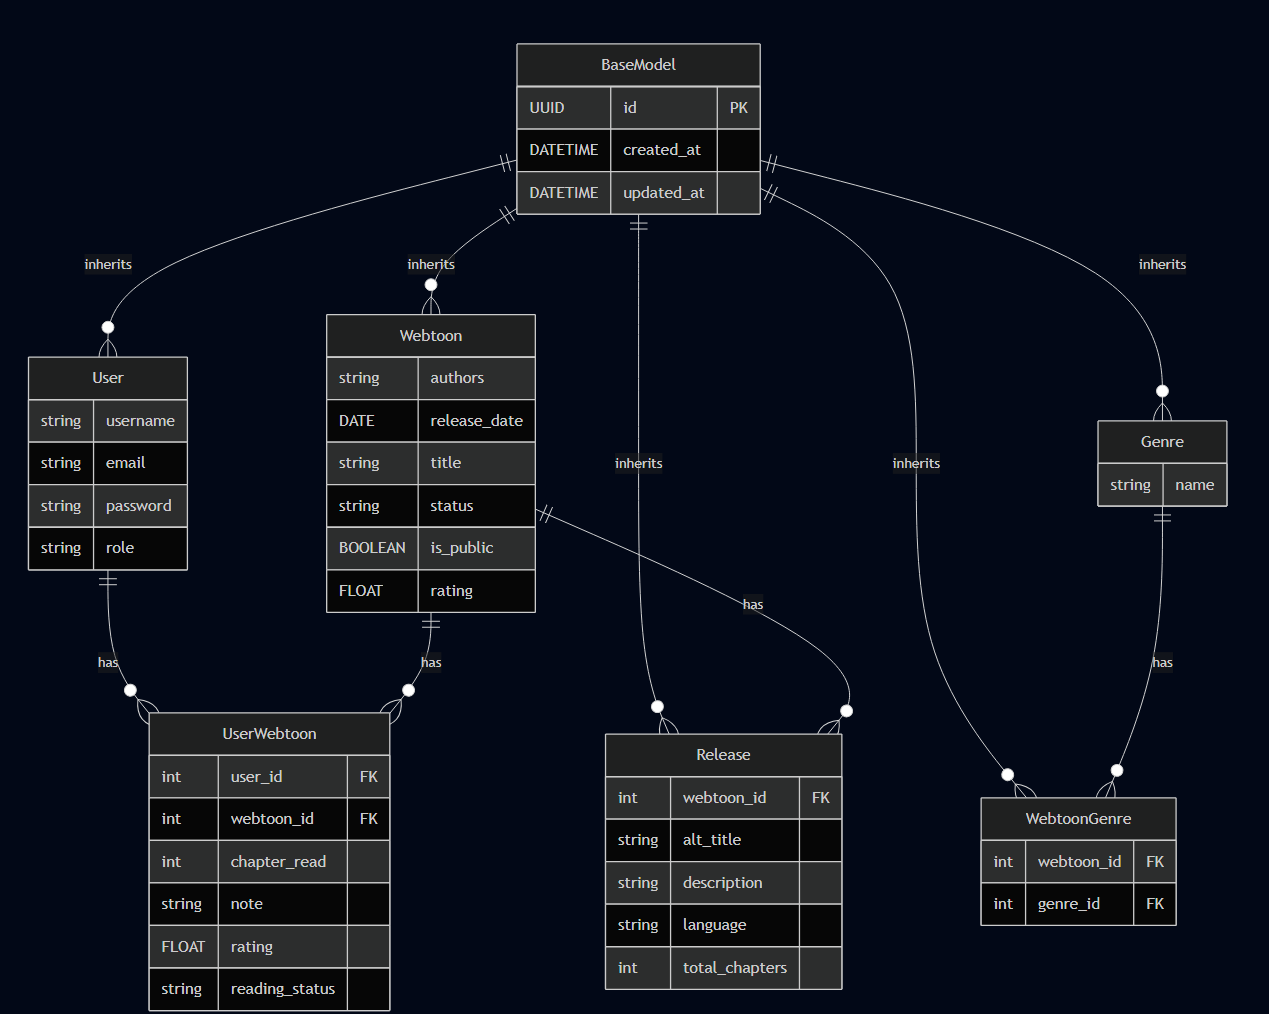 BaseModel
UUID id PK
DATETIME created_at
DATETIME updated_at
inherits
inherits
inherits
inherits
inherits
User
string username
string email
string password
string role
Webtoon
string authors
DATE release_date
string title
string status
BOOLEAN is_public
FLOAT rating
Genre
string name
has
has
has
has
UserWebtoon
int user_id FK
int webtoon_id FK
int chapter_read
string note
FLOAT rating
string reading_status
Release
int webtoon_id FK
string alt_title
string description
string language
int total_chapters
WebtoonGenre
int webtoon_id FK
int genre_id FK